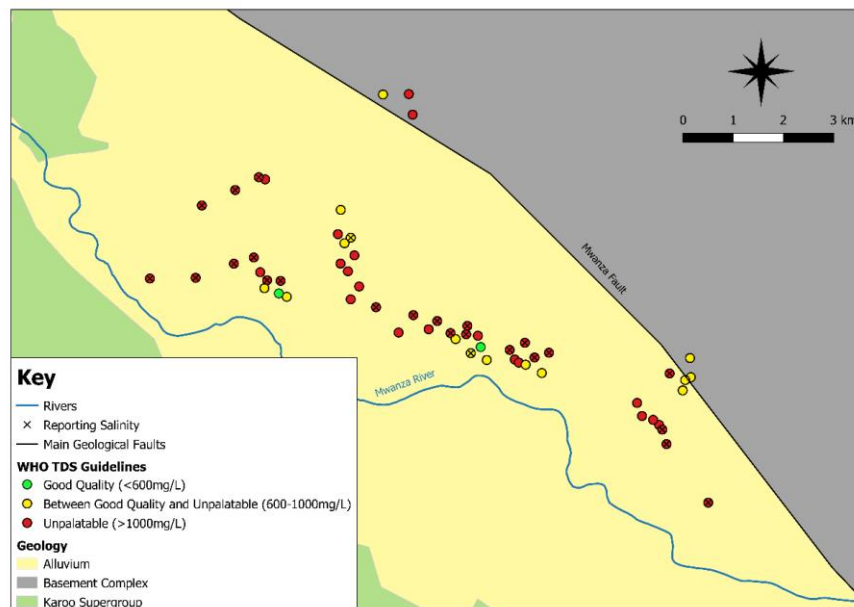 0 1 2 3 km
Mwanza Fault
Mwanza River
Key
Rivers
Reporting Salinity
Main Geological Faults
WHO TDS Guidelines
Good Quality (<600mg/L)
Between Good Quality and Unpalatable (600-1000mg/L)
Unpalatable (>1000mg/L)
Geology
Alluvium
Basement Complex
Karoo Supergroup